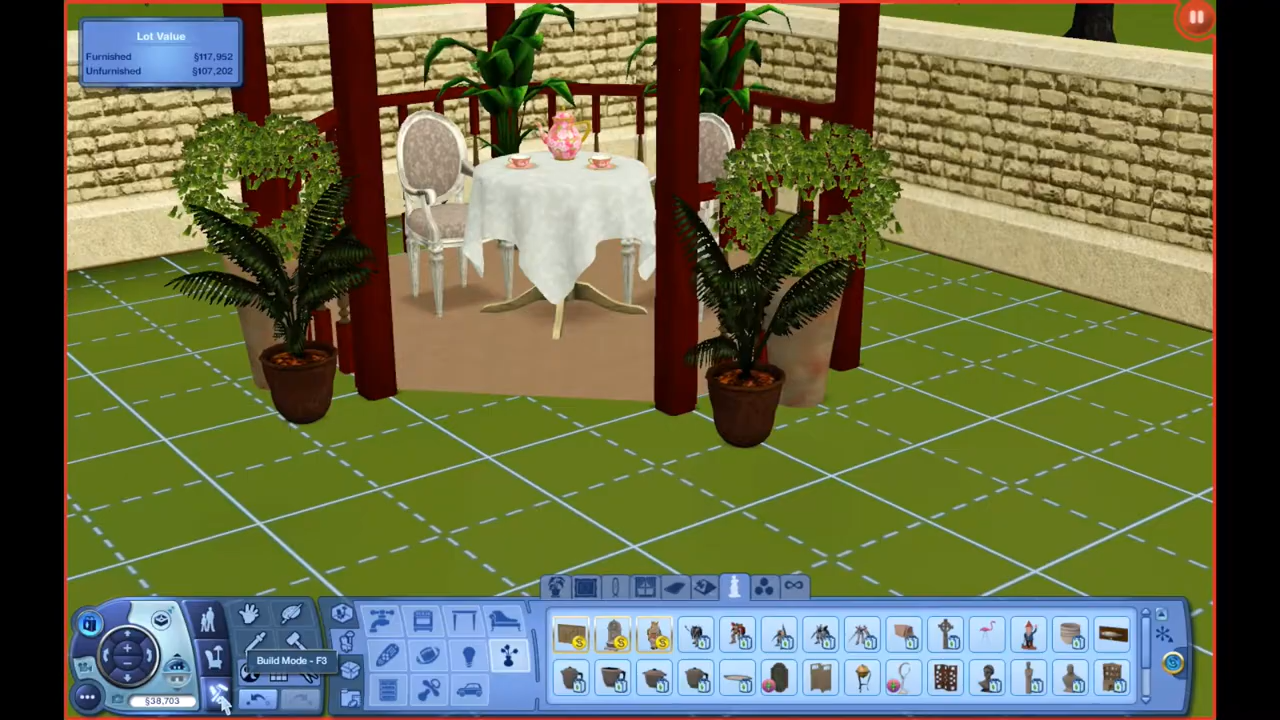 Lot Value
Furnished §117,952
Unfurnished §107,202
Build Mode - F3
§38,703